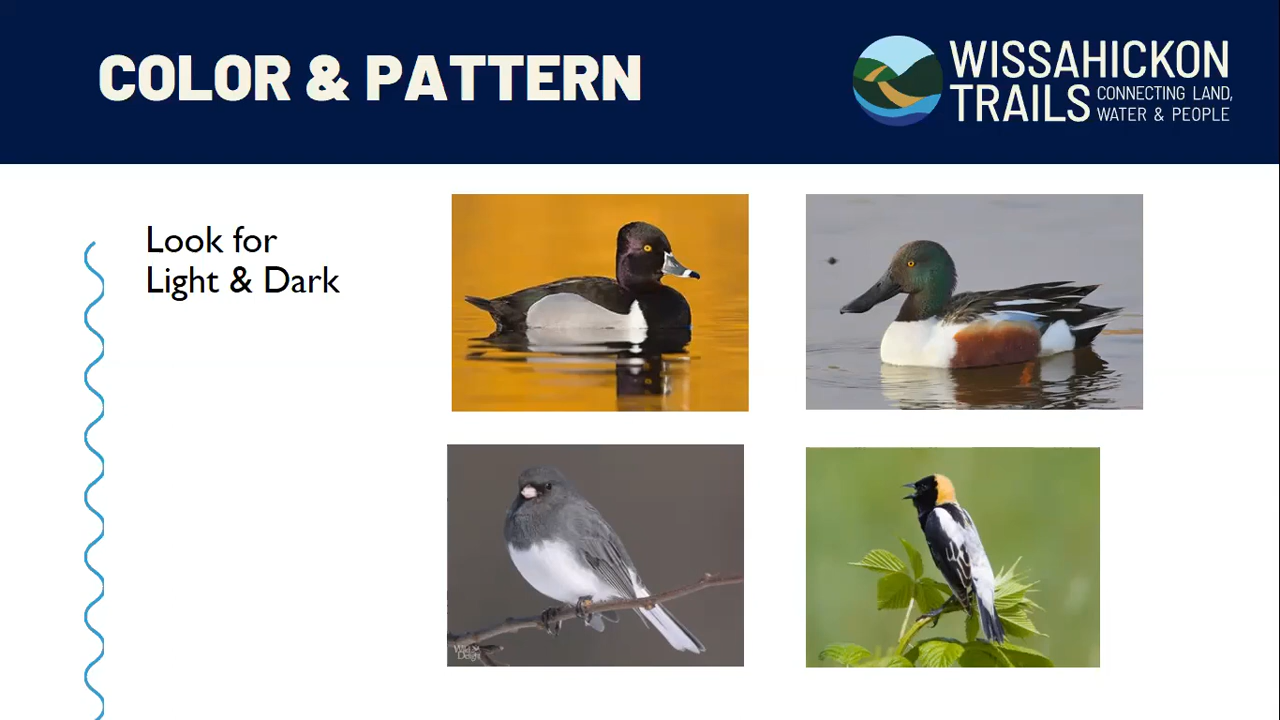 COLOR & PATTERN
WISSAHICKON
TRAILS CONNECTING LAND,
WATER & PEOPLE
Look for
Light & Dark